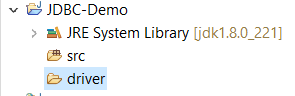 JDBC-Demo
JRE System Library [jdk1.8.0_221]
src
driver